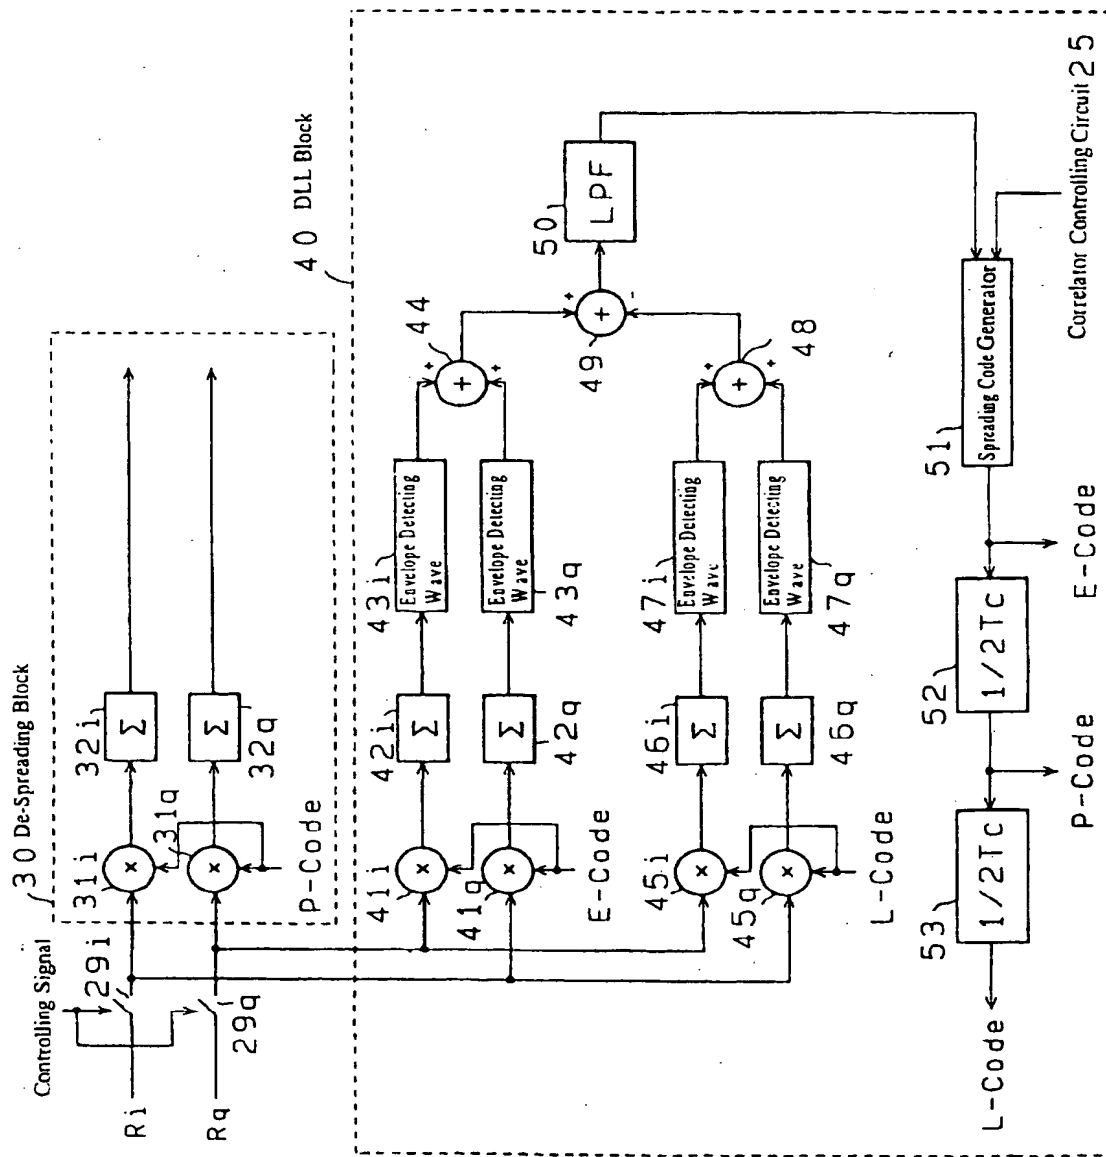 Controlling Signal
Ri
Rq
29i
29q
30 De-Spreading Block
31i
31q
32i
Σ
32q
Σ
×
×
P-Code
40 DLL Block
41i
×
41q
×
42i
Σ
42q
Σ
43i
Envelope Detecting
Wave
43q
Envelope Detecting
Wave
E-Code
44
+
+
+
45i
×
45q
×
46i
Σ
46q
Σ
47i
Envelope Detecting
Wave
47q
Envelope Detecting
Wave
L-Code
48
+
+
+
49
+
+
-
50
LPF
51
Spreading Code Generator
Correlator Controlling Circuit 25
E-Code
52
1/2TC
P-Code
53
1/2TC
L-Code